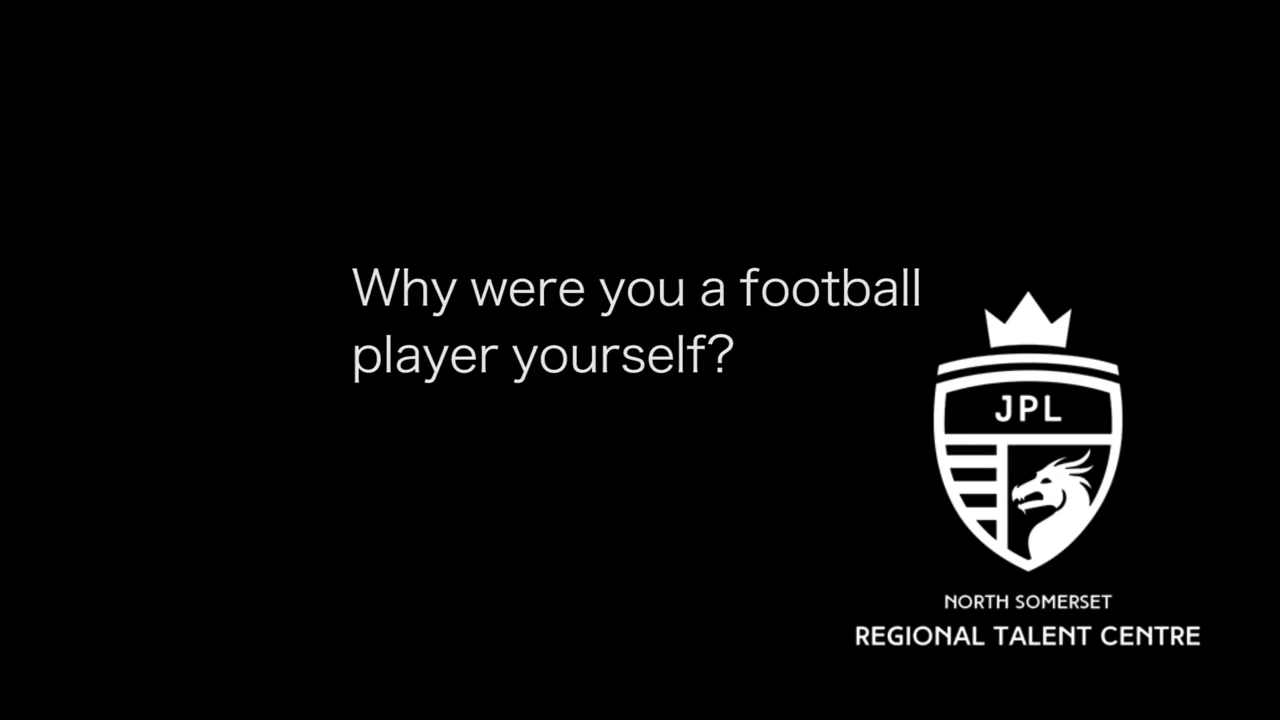 Why were you a football
player yourself?
JPL
NORTH SOMERSET
REGIONAL TALENT CENTRE